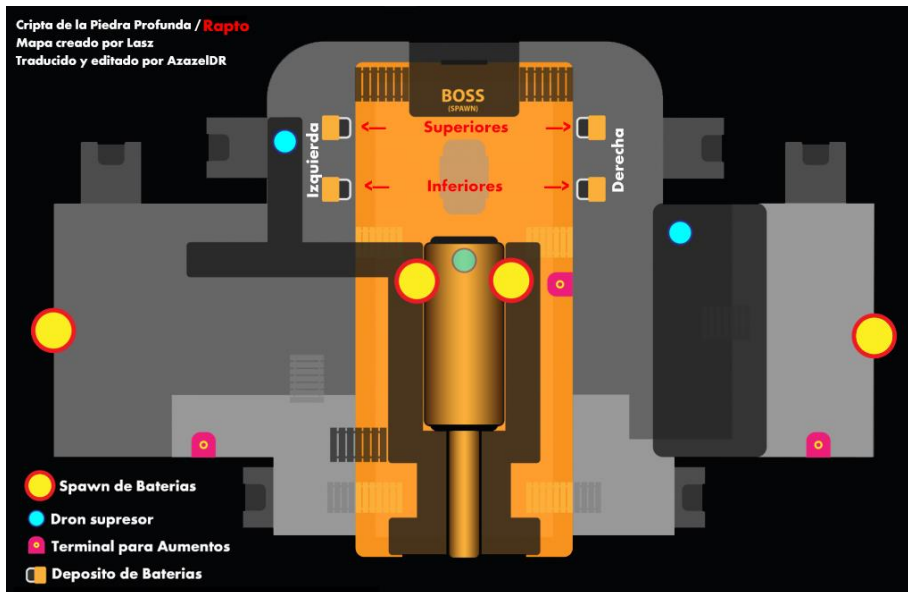 Cripta de la Piedra Profunda / Rapto
Mapa creado por Lasz
Traducido y editado por AzazelDR
BOSS
(SPAWN)
<— Superiores —>
Izquierda
Derecha
<— Inferiores —>
Spawn de Baterias
Dron supresor
Terminal para Aumentos
Deposito de Baterias